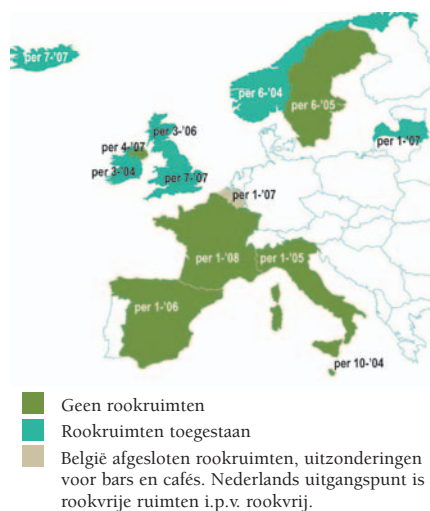 per 7-'07
per 6-'04
per 6-'05
per 3-'06
per 4-'07
per 1-'07
per 3-'04
per 7-'07
per 1-'07
per 1-'08
per 1-'05
per 1-'06
per 10-'04
Geen rookruimten
Rookruimten toegestaan
België afgesloten rookruimten, uitzonderingen
voor bars en cafés. Nederlands uitgangspunt is
rookvrije ruimten i.p.v. rookvrij.